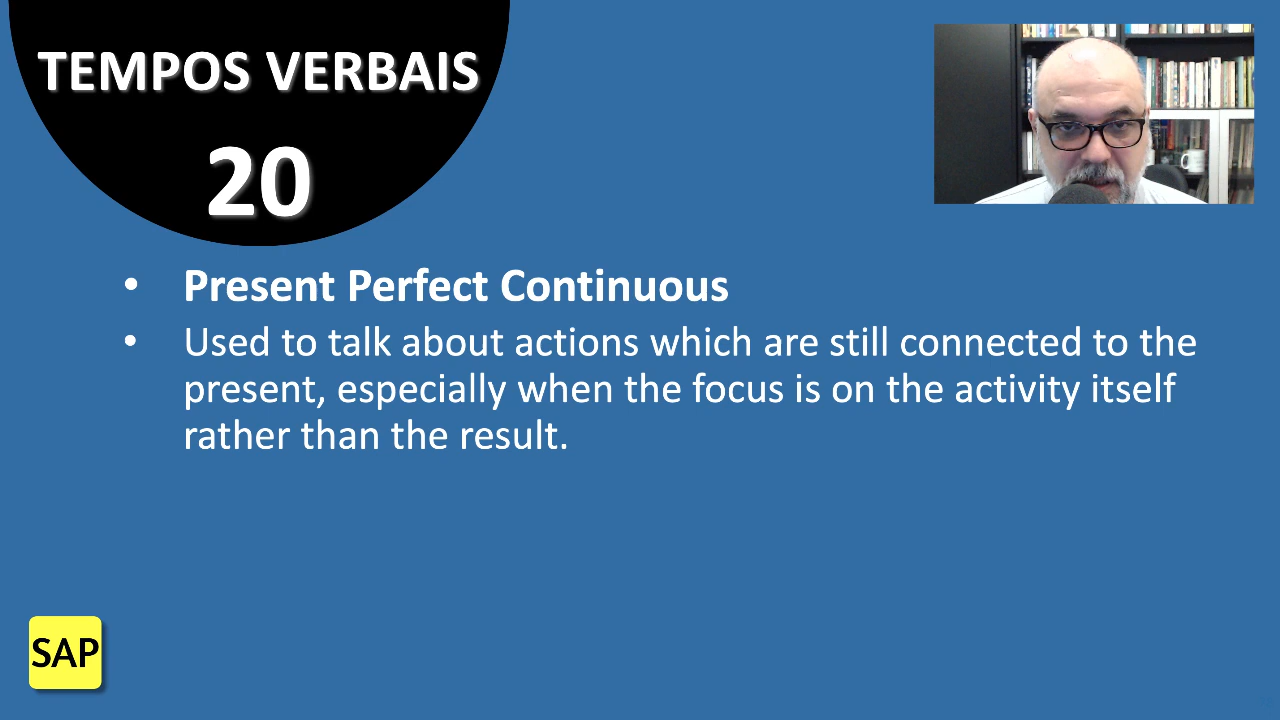 TEMPOS VERBAIS
20
• Present Perfect Continuous
• Used to talk about actions which are still connected to the
present, especially when the focus is on the activity itself
rather than the result.
SAP